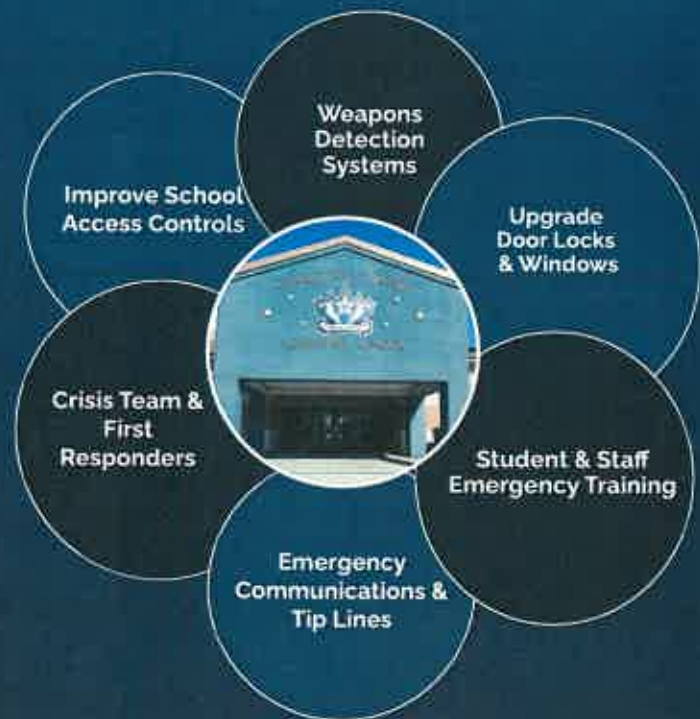 Weapons
Detection
Systems
Improve School
Access Controls
Upgrade
Door Locks
& Windows
Crisis Team &
First
Responders
Student & Staff
Emergency Training
Emergency
Communications &
Tip Lines